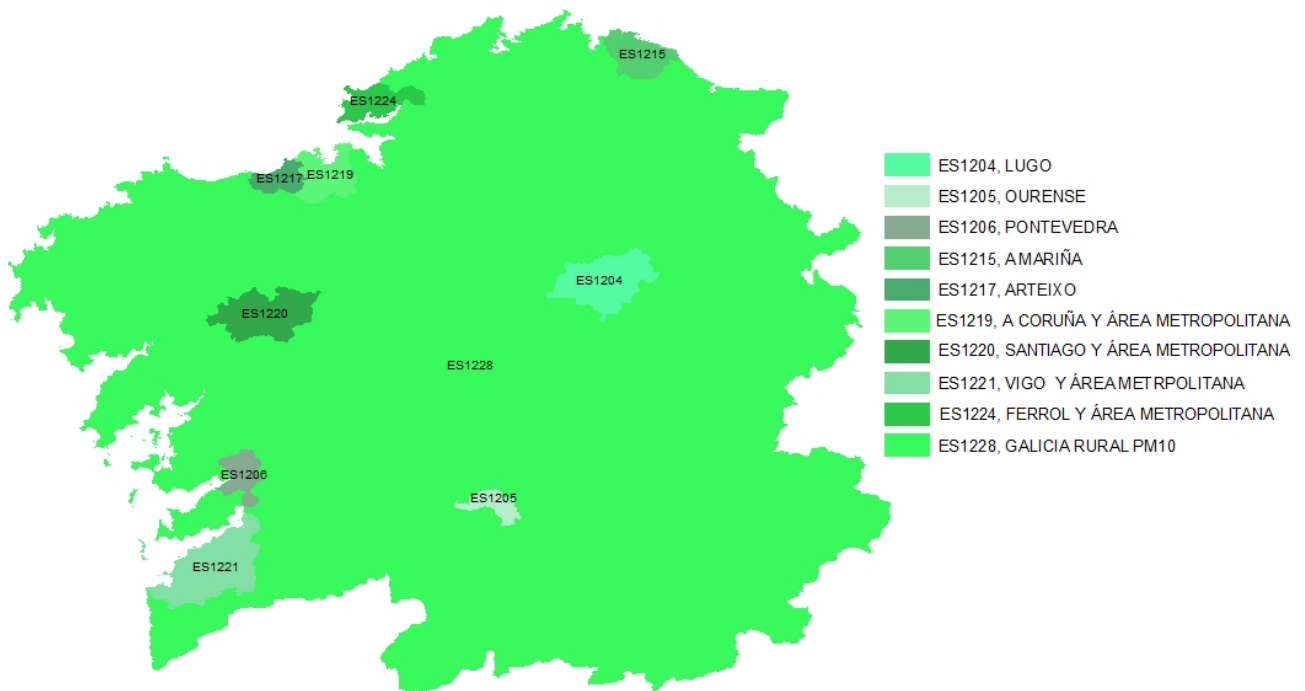 ES1215
ES1224
ES1217
ES1219
ES1204
ES1220
ES1228
ES1206
ES1205
ES1221
ES1204, LUGO
ES1205, OURENSE
ES1206, PONTEVEDRA
ES1215, A MARIÑA
ES1217, ARTEIXO
ES1219, A CORUÑA Y ÁREA METROPOLITANA
ES1220, SANTIAGO Y ÁREA METROPOLITANA
ES1221, VIGO Y ÁREA METRPOLITANA
ES1224, FERROL Y ÁREA METROPOLITANA
ES1228, GALICIA RURAL PM10